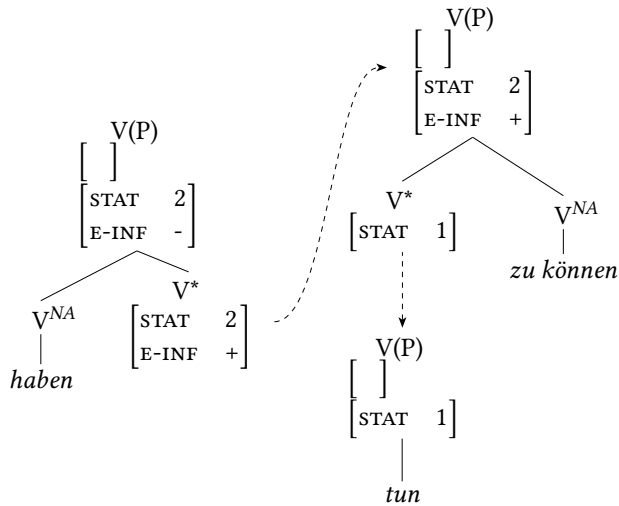 V(P)
[ ]
[STAT 2
E-INF -]
V^NA
haben
V*
[STAT 2
E-INF +]
V(P)
[ ]
[STAT 2
E-INF +]
V*
[STAT 1]
V^NA
zu können
V(P)
[ ]
[STAT 1]
tun